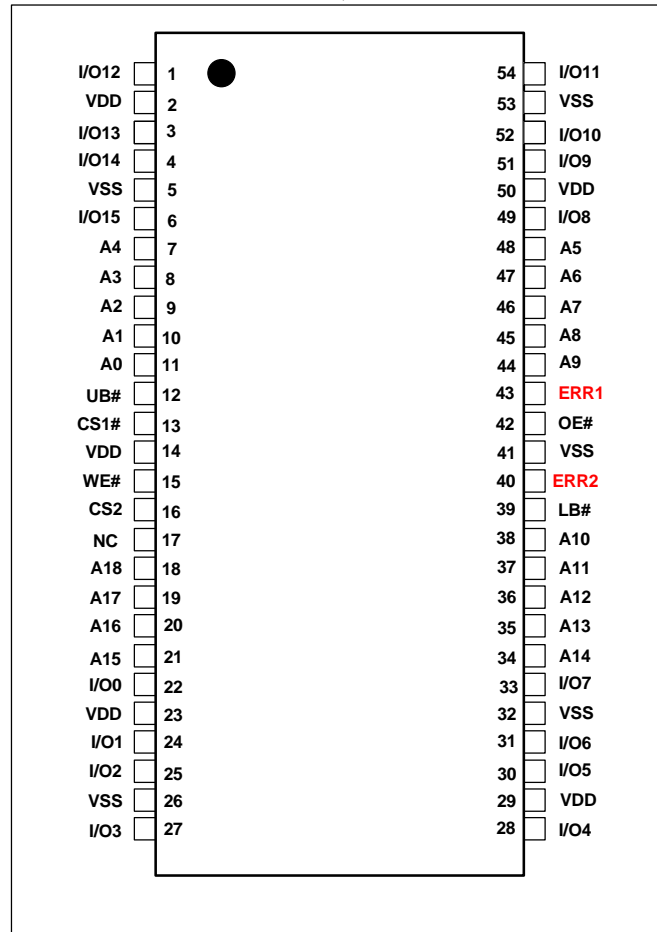 I/O12 1 54 I/O11
VDD 2 53 VSS
I/O13 3 52 I/O10
I/O14 4 51 I/O9
VSS 5 50 VDD
I/O15 6 49 I/O8
A4 7 48 A5
A3 8 47 A6
A2 9 46 A7
A1 10 45 A8
A0 11 44 A9
UB# 12 43 ERR1
CS1# 13 42 OE#
VDD 14 41 VSS
WE# 15 40 ERR2
CS2 16 39 LB#
NC 17 38 A10
A18 18 37 A11
A17 19 36 A12
A16 20 35 A13
A15 21 34 A14
I/O0 22 33 I/O7
VDD 23 32 VSS
I/O1 24 31 I/O6
I/O2 25 30 I/O5
VSS 26 29 VDD
I/O3 27 28 I/O4